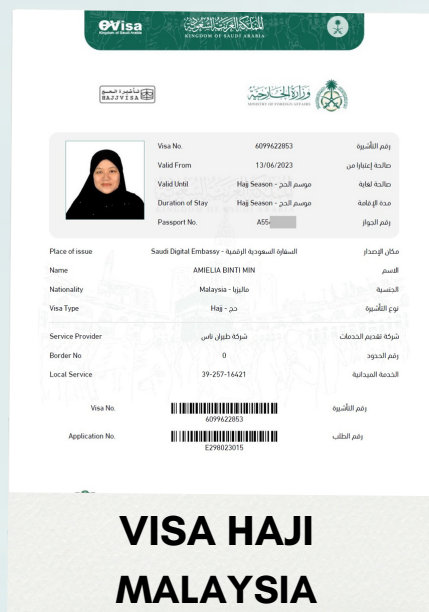 eVisa
Kingdom of Saudi Arabia
المملكة العربية السعودية
KINGDOM OF SAUDI ARABIA
تأشيرة الحج
HAJJ VISA
وزارة الخارجية
MINISTRY OF FOREIGN AFFAIRS
Visa No. 6099622853 رقم التأشيرة
Valid From 13/06/2023 صالحة إعتبارا من
Valid Until Hajj Season - موسم الحج صالحة لغاية
Duration of Stay Hajj Season - موسم الحج مدة الإقامة
Passport No. A55 رقم الجواز
Place of issue Saudi Digital Embassy - السفارة السعودية الرقمية مكان الإصدار
Name AMIELIA BINTI MIN الاسم
Nationality Malaysia - ماليزيا الجنسية
Visa Type Hajj - حج نوع التأشيرة
Service Provider شركة طيران ناس شركة تقديم الخدمات
Border No 0 رقم الحدود
Local Service 39-257-16421 الخدمة الميدانية
Visa No. رقم التأشيرة
6099622853
Application No. رقم الطلب
E298023015
VISA HAJI
MALAYSIA